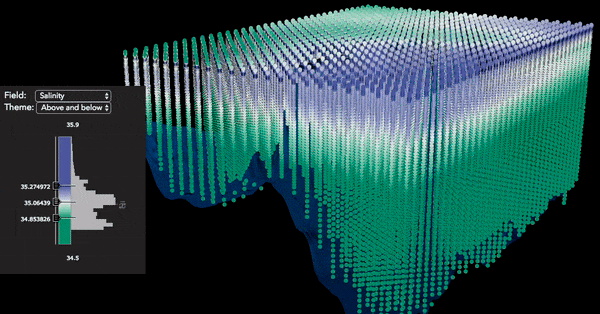 Field: Salinity
Theme: Above and below
35.9
35.274972
35.06439
34.853826
34.5